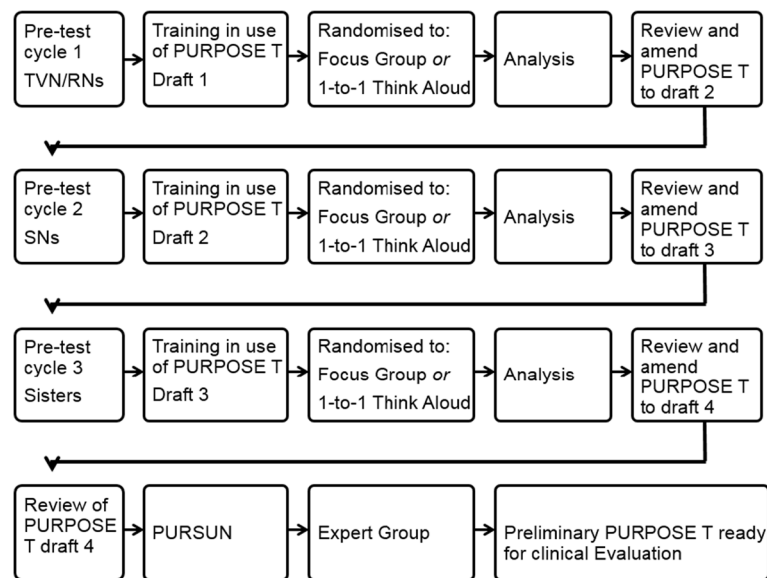 Pre-test
cycle 1
TVN/RNs
Training in use
of PURPOSE T
Draft 1
Randomised to:
Focus Group or
1-to-1 Think Aloud
Analysis
Review and
amend
PURPOSE T
to draft 2
Pre-test
cycle 2
SNs
Training in use
of PURPOSE T
Draft 2
Randomised to:
Focus Group or
1-to-1 Think Aloud
Analysis
Review and
amend
PURPOSE T
to draft 3
Pre-test
cycle 3
Sisters
Training in use
of PURPOSE T
Draft 3
Randomised to:
Focus Group or
1-to-1 Think Aloud
Analysis
Review and
amend
PURPOSE T
to draft 4
Review of
PURPOSE
T draft 4
PURSUN
Expert Group
Preliminary PURPOSE T ready
for clinical Evaluation